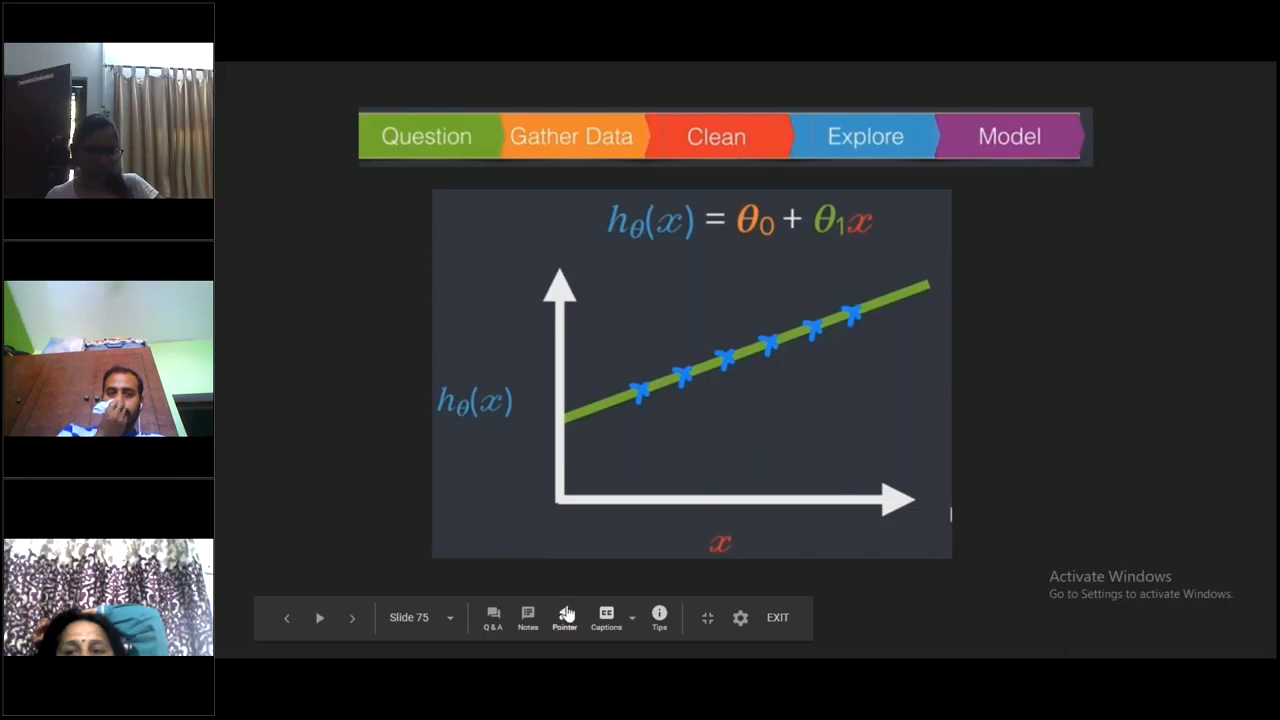 Question Gather Data Clean Explore Model
hθ(x) = θ0 + θ1x
hθ(x)
x
Activate Windows
Go to Settings to activate Windows.
Slide 75
Q & A Notes Pointer CC Captions Tips EXIT